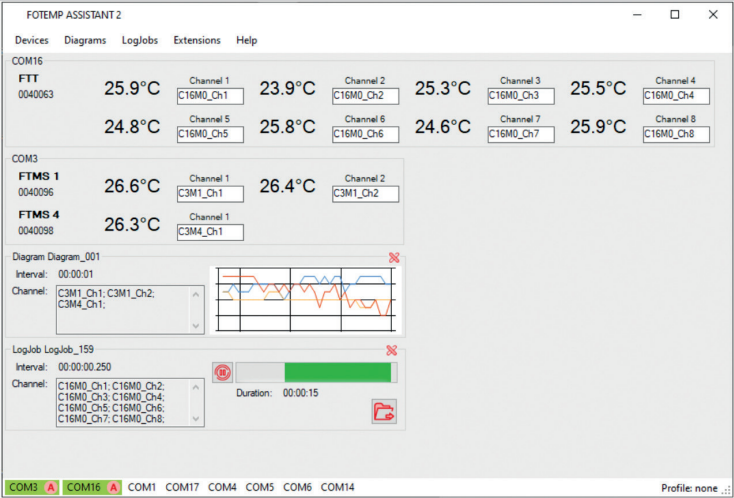 FOTEMP ASSISTANT 2
Devices Diagrams LogJobs Extensions Help
COM16
FTT
0040063
25.9°C Channel 1 C16M0_Ch1
23.9°C Channel 2 C16M0_Ch2
25.3°C Channel 3 C16M0_Ch3
25.5°C Channel 4 C16M0_Ch4
24.8°C Channel 5 C16M0_Ch5
25.8°C Channel 6 C16M0_Ch6
24.6°C Channel 7 C16M0_Ch7
25.9°C Channel 8 C16M0_Ch8
COM3
FTMS 1
0040096
26.6°C Channel 1 C3M1_Ch1
26.4°C Channel 2 C3M1_Ch2
FTMS 4
0040098
26.3°C Channel 1 C3M4_Ch1
Diagram Diagram_001
Interval: 00:00:01
Channel: C3M1_Ch1; C3M1_Ch2;
C3M4_Ch1;
LogJob LogJob_159
Interval: 00:00:00.250
Channel: C16M0_Ch1; C16M0_Ch2;
C16M0_Ch3; C16M0_Ch4;
C16M0_Ch5; C16M0_Ch6;
C16M0_Ch7; C16M0_Ch8;
Duration: 00:00:15
COM3 A COM16 A COM1 COM17 COM4 COM5 COM6 COM14 Profile: none